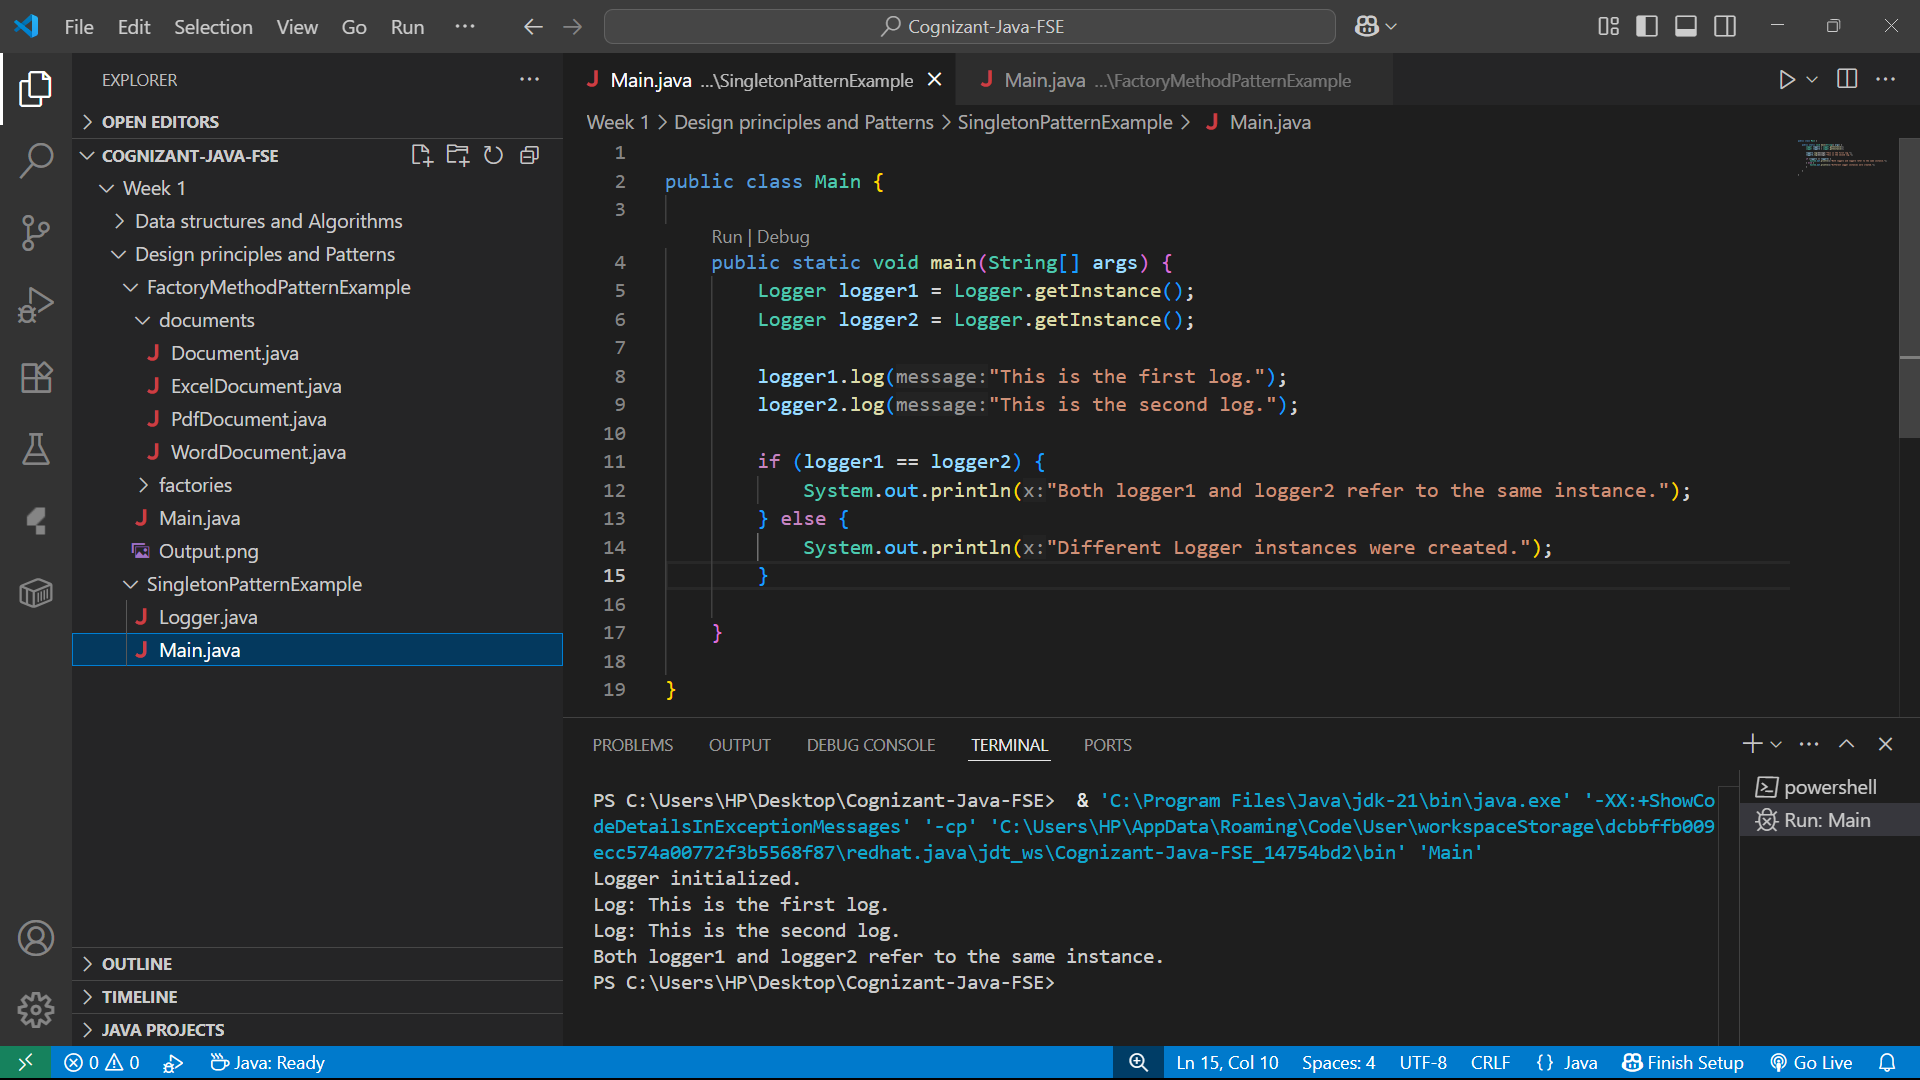 File Edit Selection View Go Run ··· Cognizant-Java-FSE
EXPLORER
OPEN EDITORS
COGNIZANT-JAVA-FSE
Week 1
Data structures and Algorithms
Design principles and Patterns
FactoryMethodPatternExample
documents
J Document.java
J ExcelDocument.java
J PdfDocument.java
J WordDocument.java
factories
J Main.java
Output.png
SingletonPatternExample
J Logger.java
J Main.java
OUTLINE
TIMELINE
JAVA PROJECTS
J Main.java ...\SingletonPatternExample J Main.java ...\FactoryMethodPatternExample
Week 1 > Design principles and Patterns > SingletonPatternExample > J Main.java
1
2 public class Main {
3
Run | Debug
4 public static void main(String[] args) {
5 Logger logger1 = Logger.getInstance();
6 Logger logger2 = Logger.getInstance();
7
8 logger1.log(message:"This is the first log.");
9 logger2.log(message:"This is the second log.");
10
11 if (logger1 == logger2) {
12 System.out.println(x:"Both logger1 and logger2 refer to the same instance.");
13 } else {
14 System.out.println(x:"Different Logger instances were created.");
15 }
16
17 }
18
19 }
PROBLEMS OUTPUT DEBUG CONSOLE TERMINAL PORTS
PS C:\Users\HP\Desktop\Cognizant-Java-FSE> & 'C:\Program Files\Java\jdk-21\bin\java.exe' '-XX:+ShowCo
deDetailsInExceptionMessages' '-cp' 'C:\Users\HP\AppData\Roaming\Code\User\workspaceStorage\dcbbffb009
ecc574a00772f3b5568f87\redhat.java\jdt_ws\Cognizant-Java-FSE_14754bd2\bin' 'Main'
Logger initialized.
Log: This is the first log.
Log: This is the second log.
Both logger1 and logger2 refer to the same instance.
PS C:\Users\HP\Desktop\Cognizant-Java-FSE>
powershell
Run: Main
0 0 Java: Ready Ln 15, Col 10 Spaces: 4 UTF-8 CRLF {} Java Finish Setup Go Live